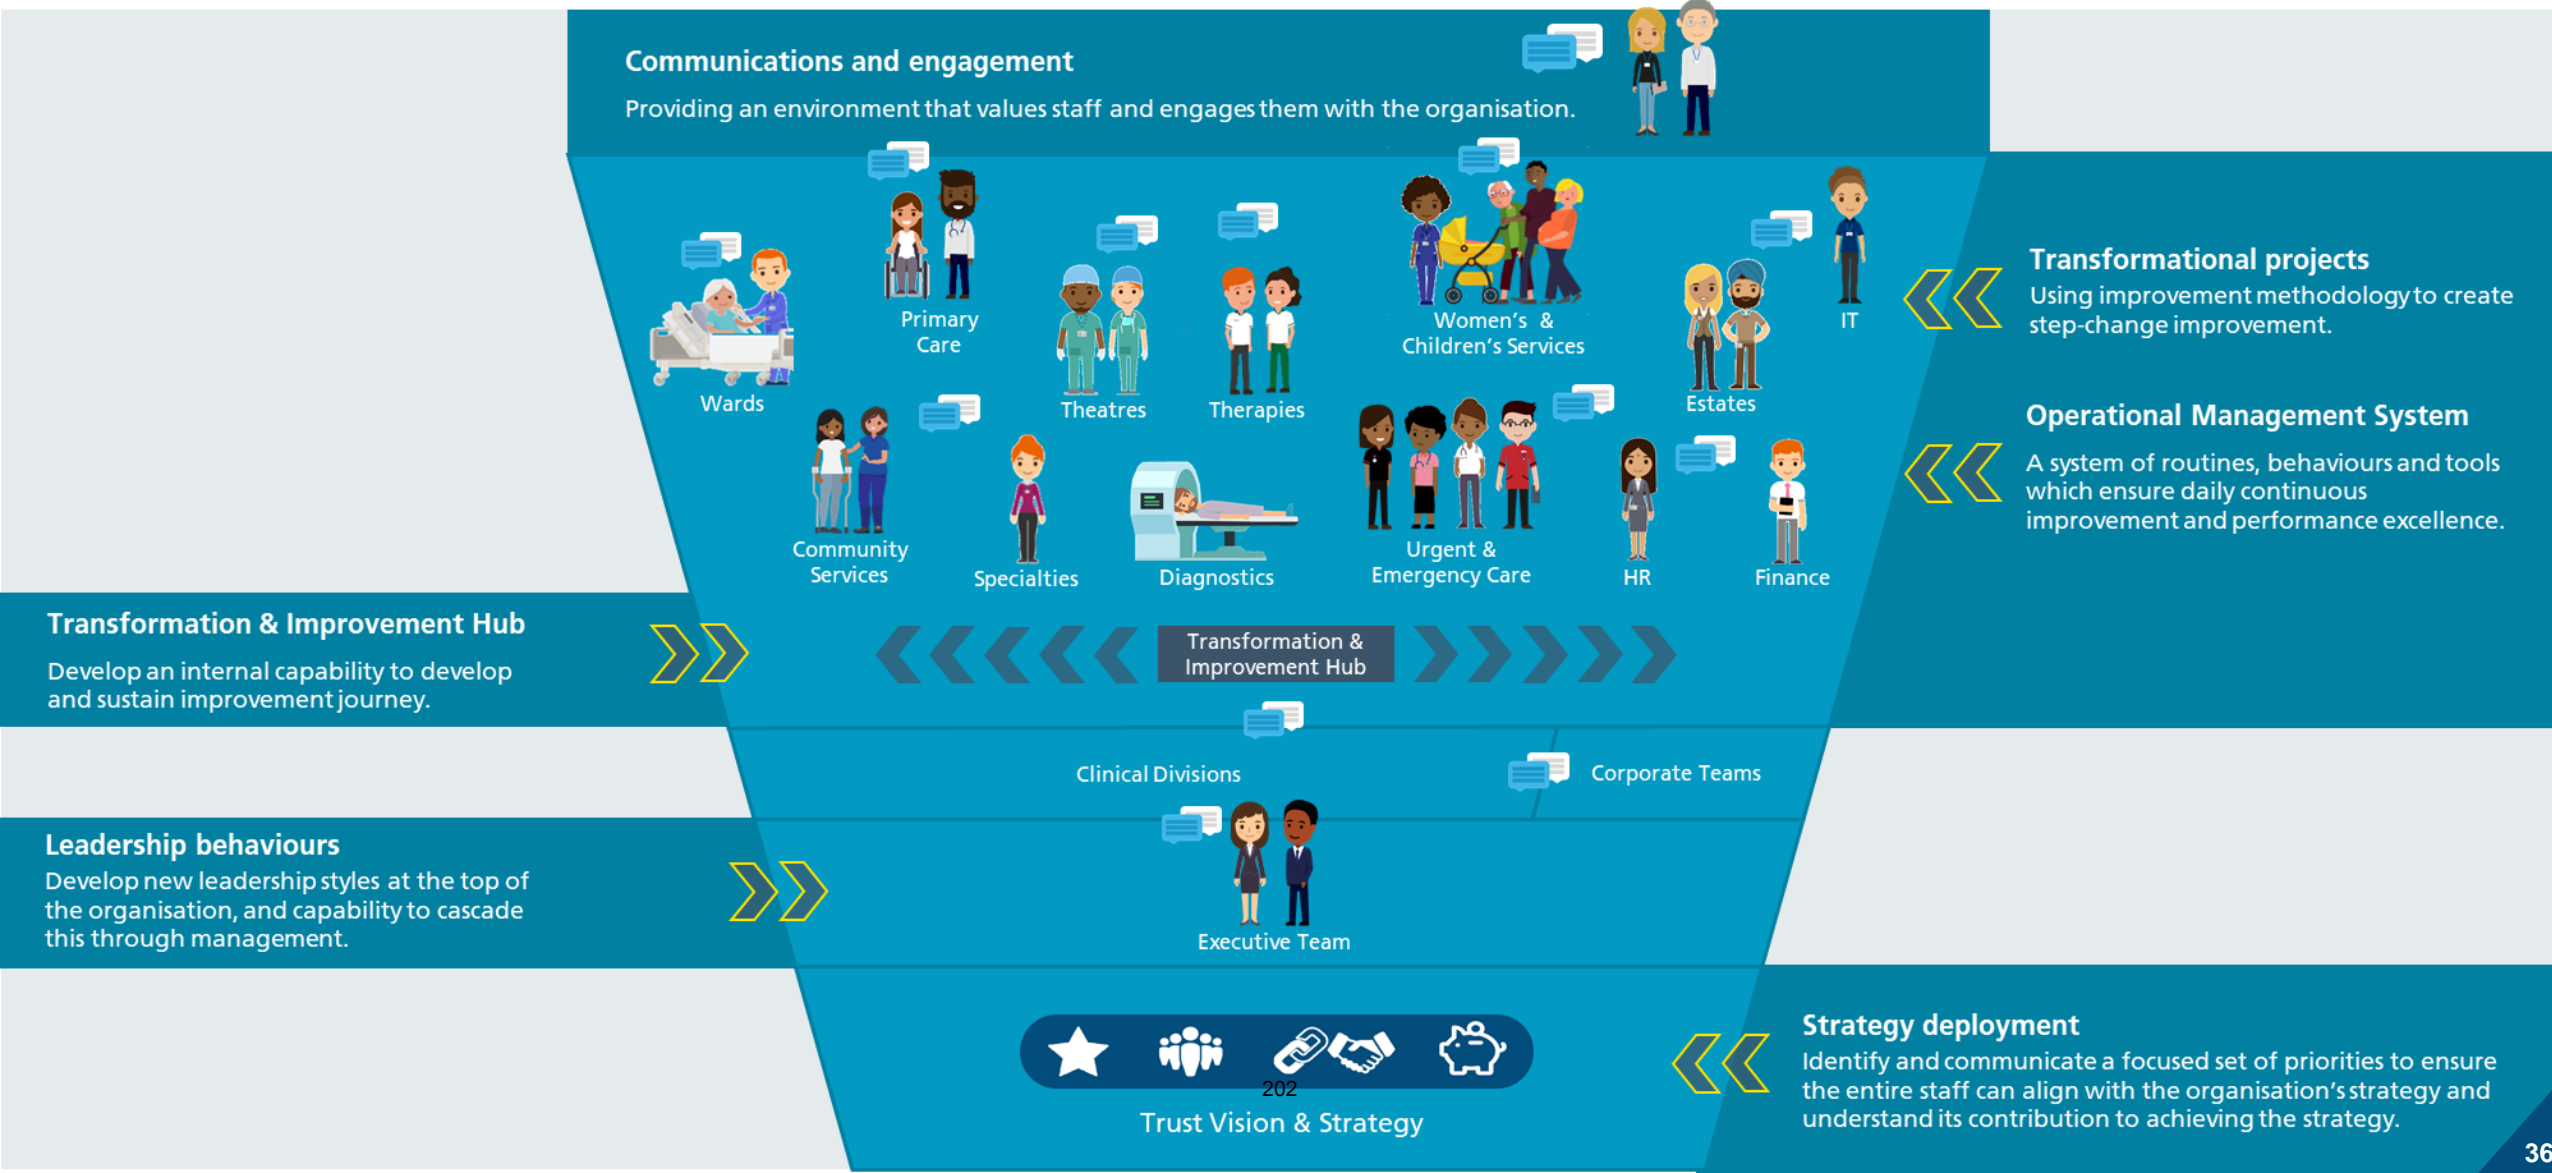 Communications and engagement
Providing an environment that values staff and engages them with the organisation.
Primary
Care
Women's &
Children's Services
IT
Wards
Theatres
Therapies
Estates
Community
Services
Specialties
Diagnostics
Urgent &
Emergency Care
HR
Finance
Transformational projects
Using improvement methodology to create
step-change improvement.
Operational Management System
A system of routines, behaviours and tools
which ensure daily continuous
improvement and performance excellence.
Transformation & Improvement Hub
Develop an internal capability to develop
and sustain improvement journey.
Transformation &
Improvement Hub
Clinical Divisions
Corporate Teams
Leadership behaviours
Develop new leadership styles at the top of
the organisation, and capability to cascade
this through management.
Executive Team
202
Trust Vision & Strategy
Strategy deployment
Identify and communicate a focused set of priorities to ensure
the entire staff can align with the organisation's strategy and
understand its contribution to achieving the strategy.
36